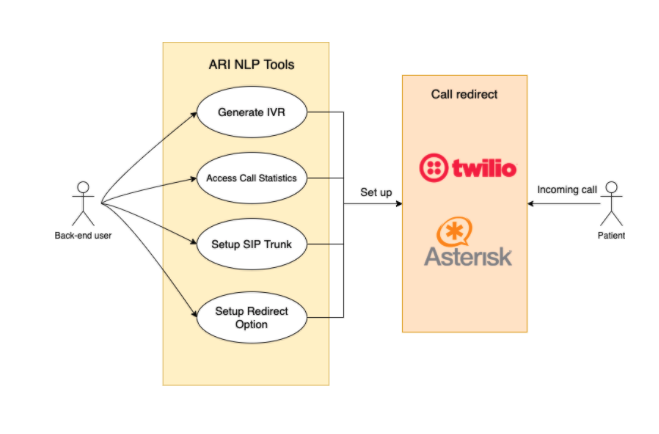 ARI NLP Tools
Generate IVR
Access Call Statistics
Setup SIP Trunk
Setup Redirect
Option
Back-end user
Set up
Call redirect
twilio
Asterisk
Incoming call
Patient